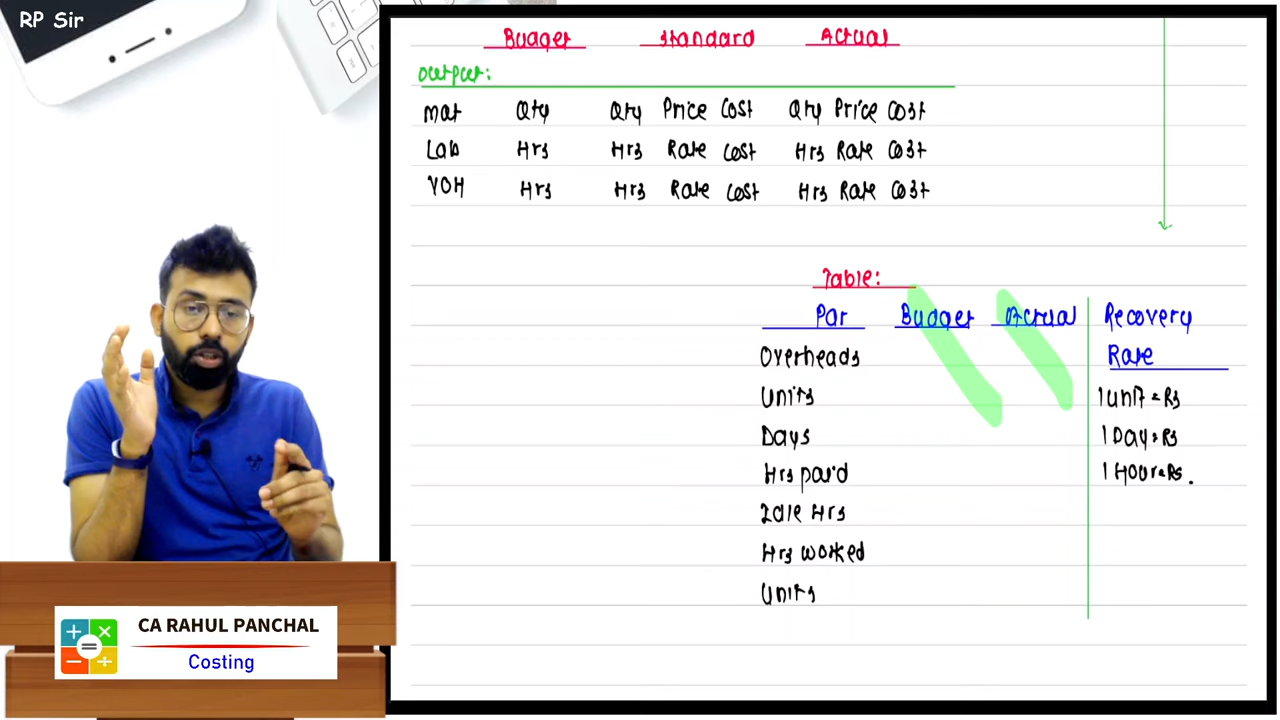 RP Sir
Budget Standard Actual
Output:
Mat Qty Qty Price Cost Qty Price Cost
Lab Hrs Hrs Rate Cost Hrs Rate Cost
VOH Hrs Hrs Rate Cost Hrs Rate Cost
Table:
Par Budget Actual Recovery
Overheads Rate
Units 1 Unit = Rs
Days 1 Day = Rs
Hrs paid 1 Hour = Rs.
Idle Hrs
Hrs worked
Units
CA RAHUL PANCHAL
Costing